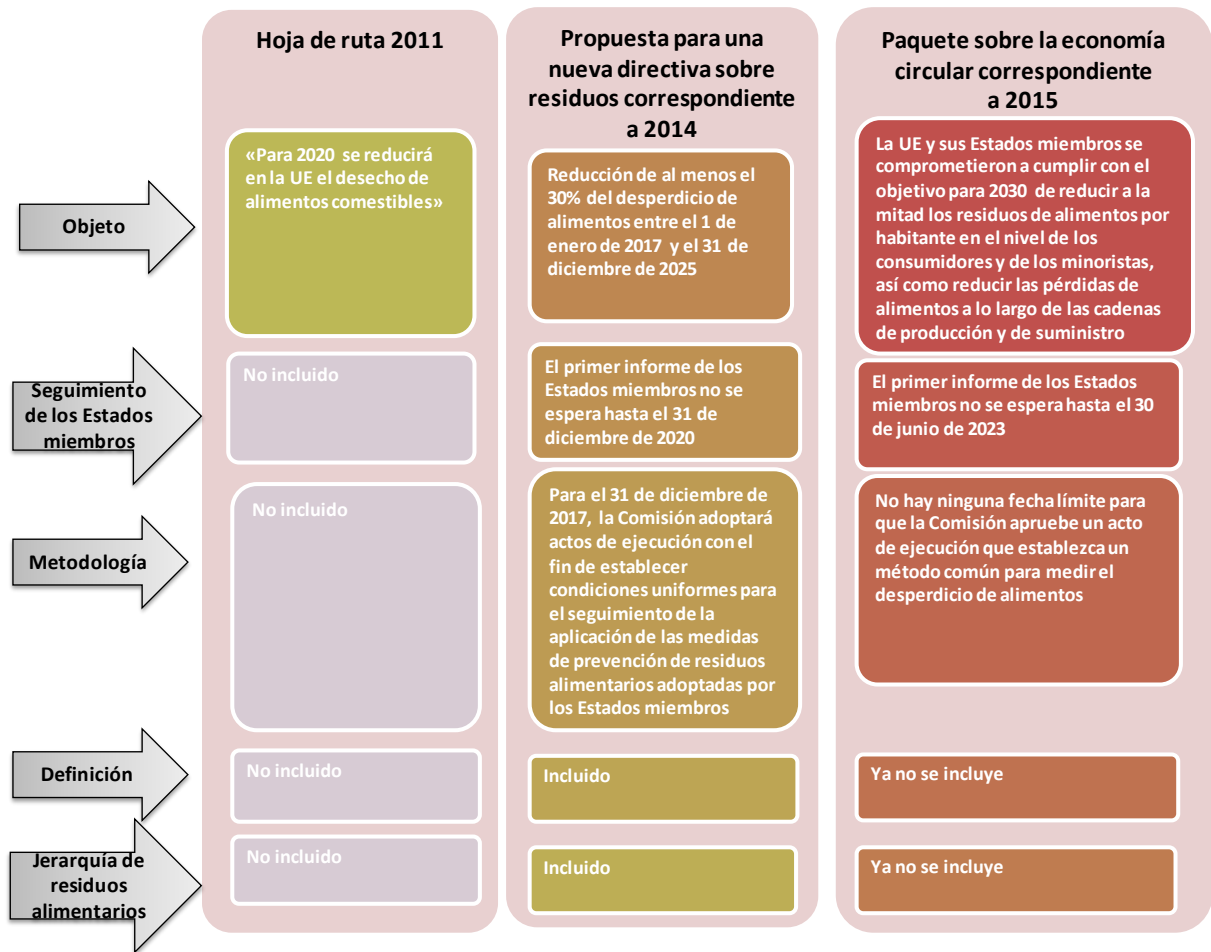 Hoja de ruta 2011
Propuesta para una
nueva directiva sobre
residuos correspondiente
a 2014
Paquete sobre la economía
circular correspondiente
a 2015
Objeto
«Para 2020 se reducirá
en la UE el desecho de
alimentos comestibles»
Reducción de al menos el
30% del desperdicio de
alimentos entre el 1 de
enero de 2017 y el 31 de
diciembre de 2025
La UE y sus Estados miembros se
comprometieron a cumplir con el
objetivo para 2030 de reducir a la
mitad los residuos de alimentos por
habitante en el nivel de los
consumidores y de los minoristas,
así como reducir las pérdidas de
alimentos a lo largo de las cadenas
de producción y de suministro
Seguimiento
de los Estados
miembros
No incluido
El primer informe de los
Estados miembros no se
espera hasta el 31 de
diciembre de 2020
El primer informe de los Estados
miembros no se espera hasta el 30
de junio de 2023
Metodología
No incluido
Para el 31 de diciembre de
2017, la Comisión adoptará
actos de ejecución con el
fin de establecer
condiciones uniformes para
el seguimiento de la
aplicación de las medidas
de prevención de residuos
alimentarios adoptadas por
los Estados miembros
No hay ninguna fecha límite para
que la Comisión apruebe un acto
de ejecución que establezca un
método común para medir el
desperdicio de alimentos
Definición
No incluido
Incluido
Ya no se incluye
Jerarquía de
residuos
alimentarios
No incluido
Incluido
Ya no se incluye